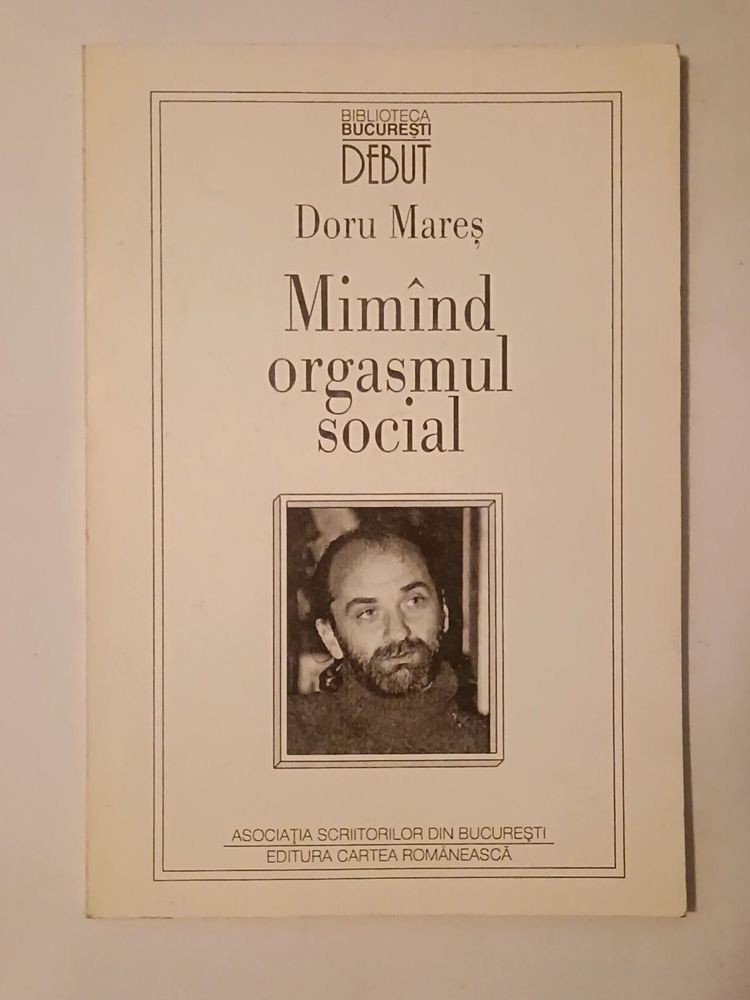 BIBLIOTECA
BUCUREȘTI
DEBUT
Doru Mareș
Mimînd
orgasmul
social
ASOCIAȚIA SCRIITORILOR DIN BUCUREȘTI
EDITURA CARTEA ROMÂNEASCĂ